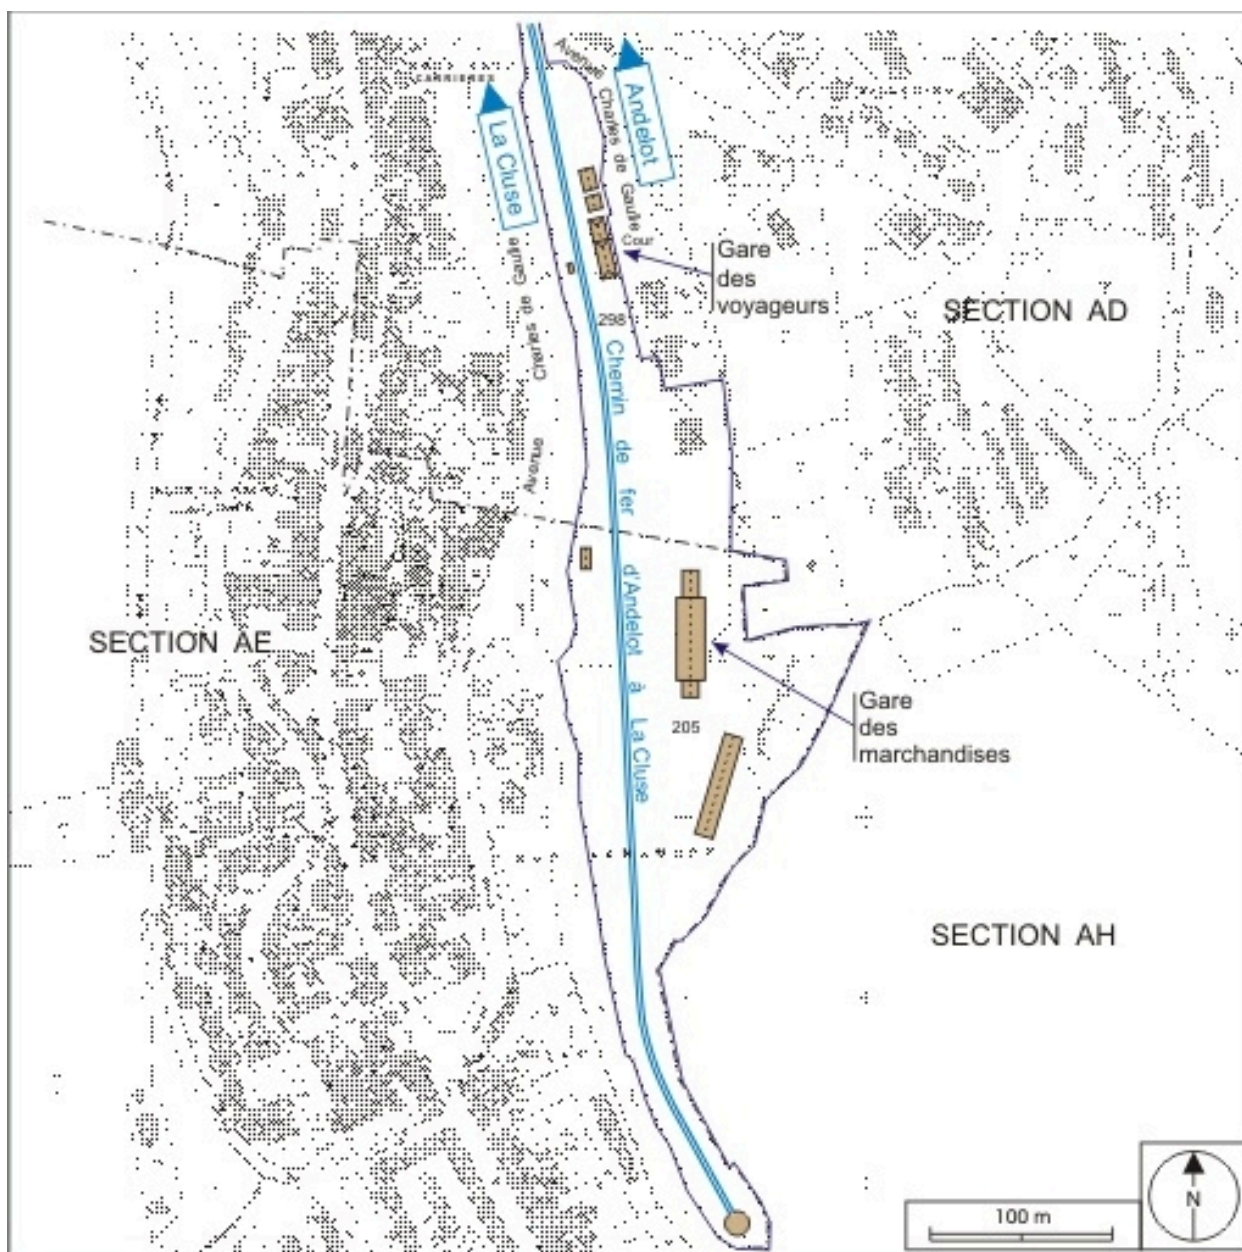 Avenue Charles de Gaulle
CARRIERES
Andelot
La Cluse
Cour
Gare
des
voyageurs
Avenue Charles de Gaulle
SECTION AD
298
Chemin de fer d'Andelot à La Cluse
SECTION AE
Gare
des
marchandises
205
SECTION AH
100 m
N